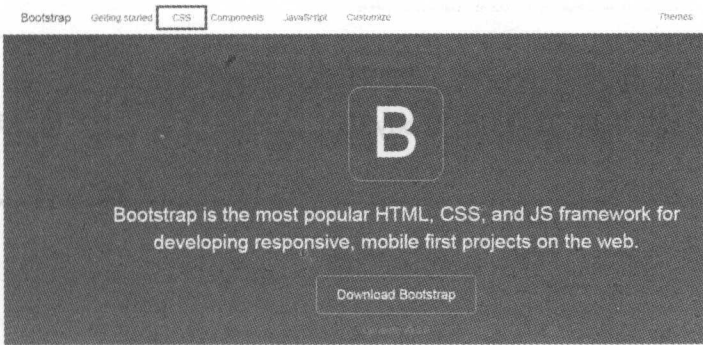 Bootstrap Getting started CSS Components JavaScript Customize Themes
B
Bootstrap is the most popular HTML, CSS, and JS framework for
developing responsive, mobile first projects on the web.
Download Bootstrap